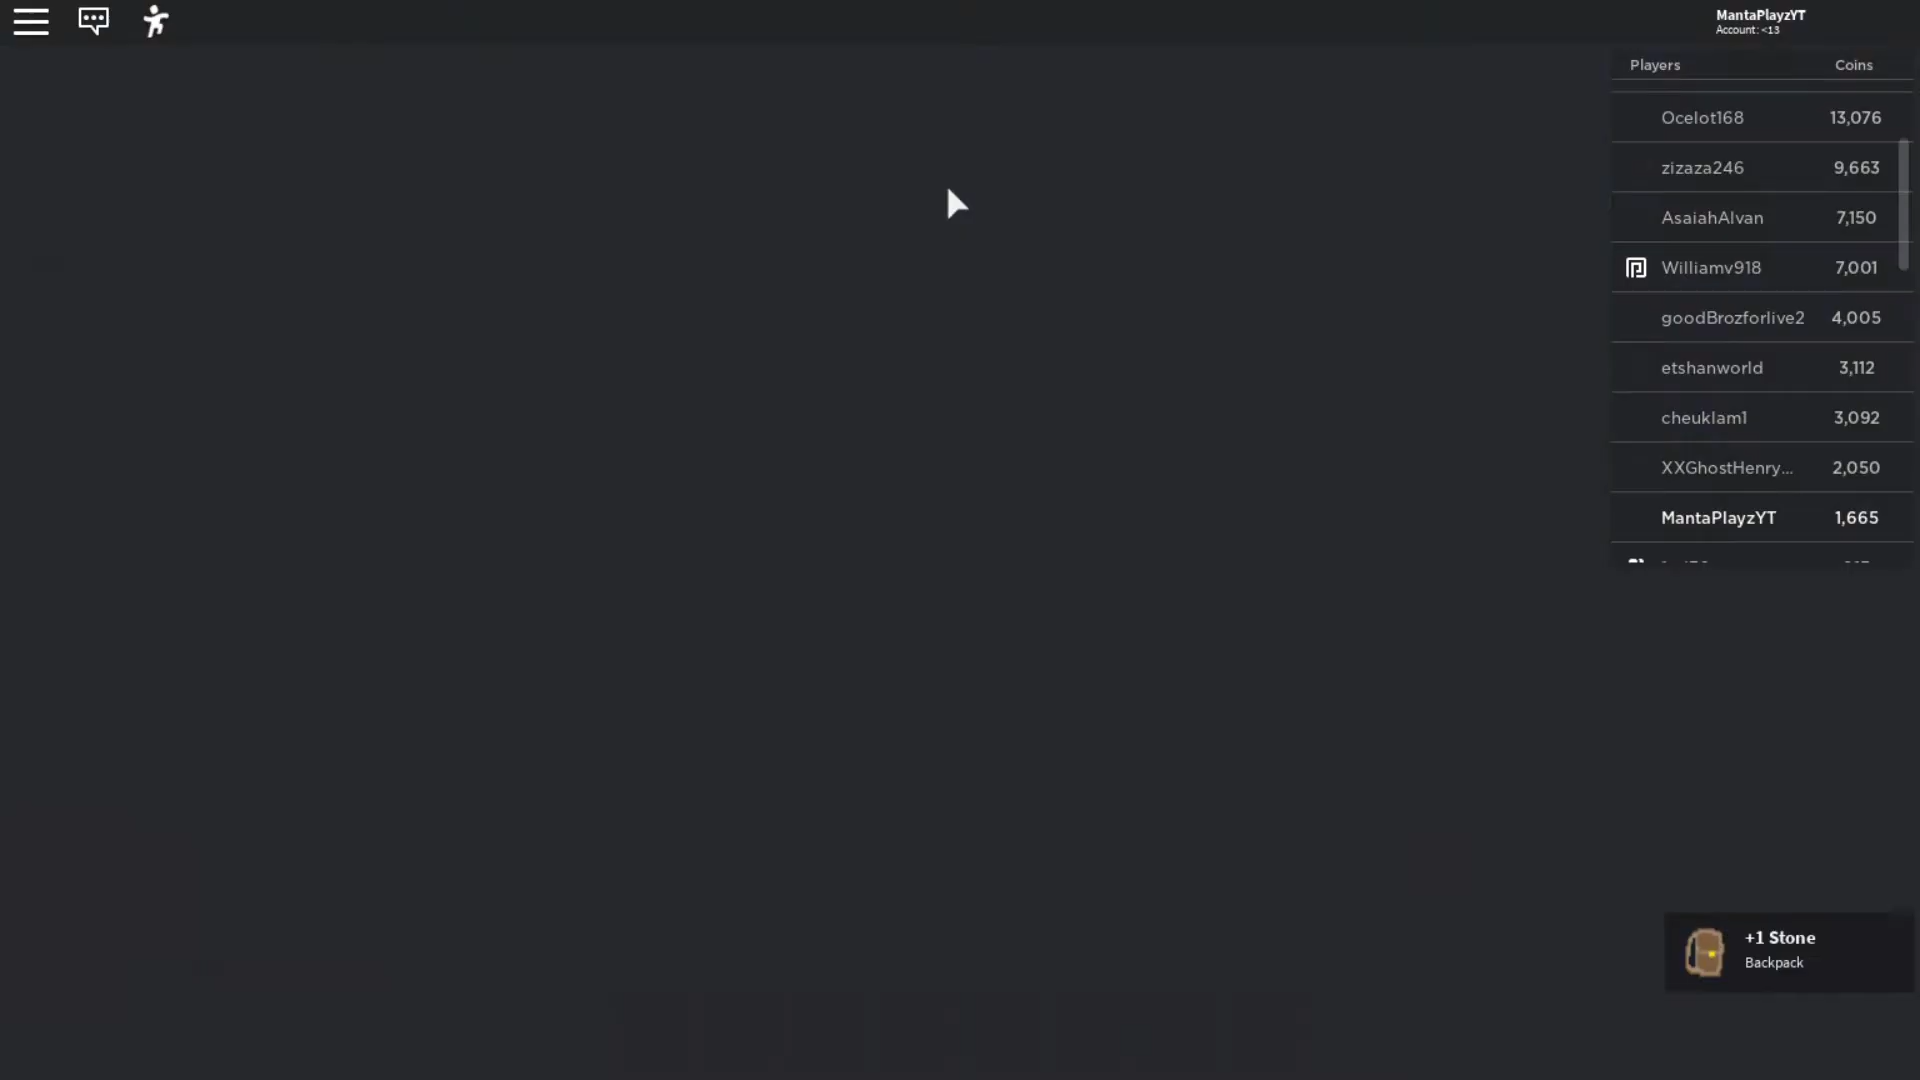 MantaPlayzYT
Account: <13
Players Coins
Ocelot168 13,076
zizaza246 9,663
AsaiahAlvan 7,150
Williamv918 7,001
goodBrozforlive2 4,005
etshanworld 3,112
cheuklam1 3,092
XXGhostHenry... 2,050
MantaPlayzYT 1,665
+1 Stone
Backpack